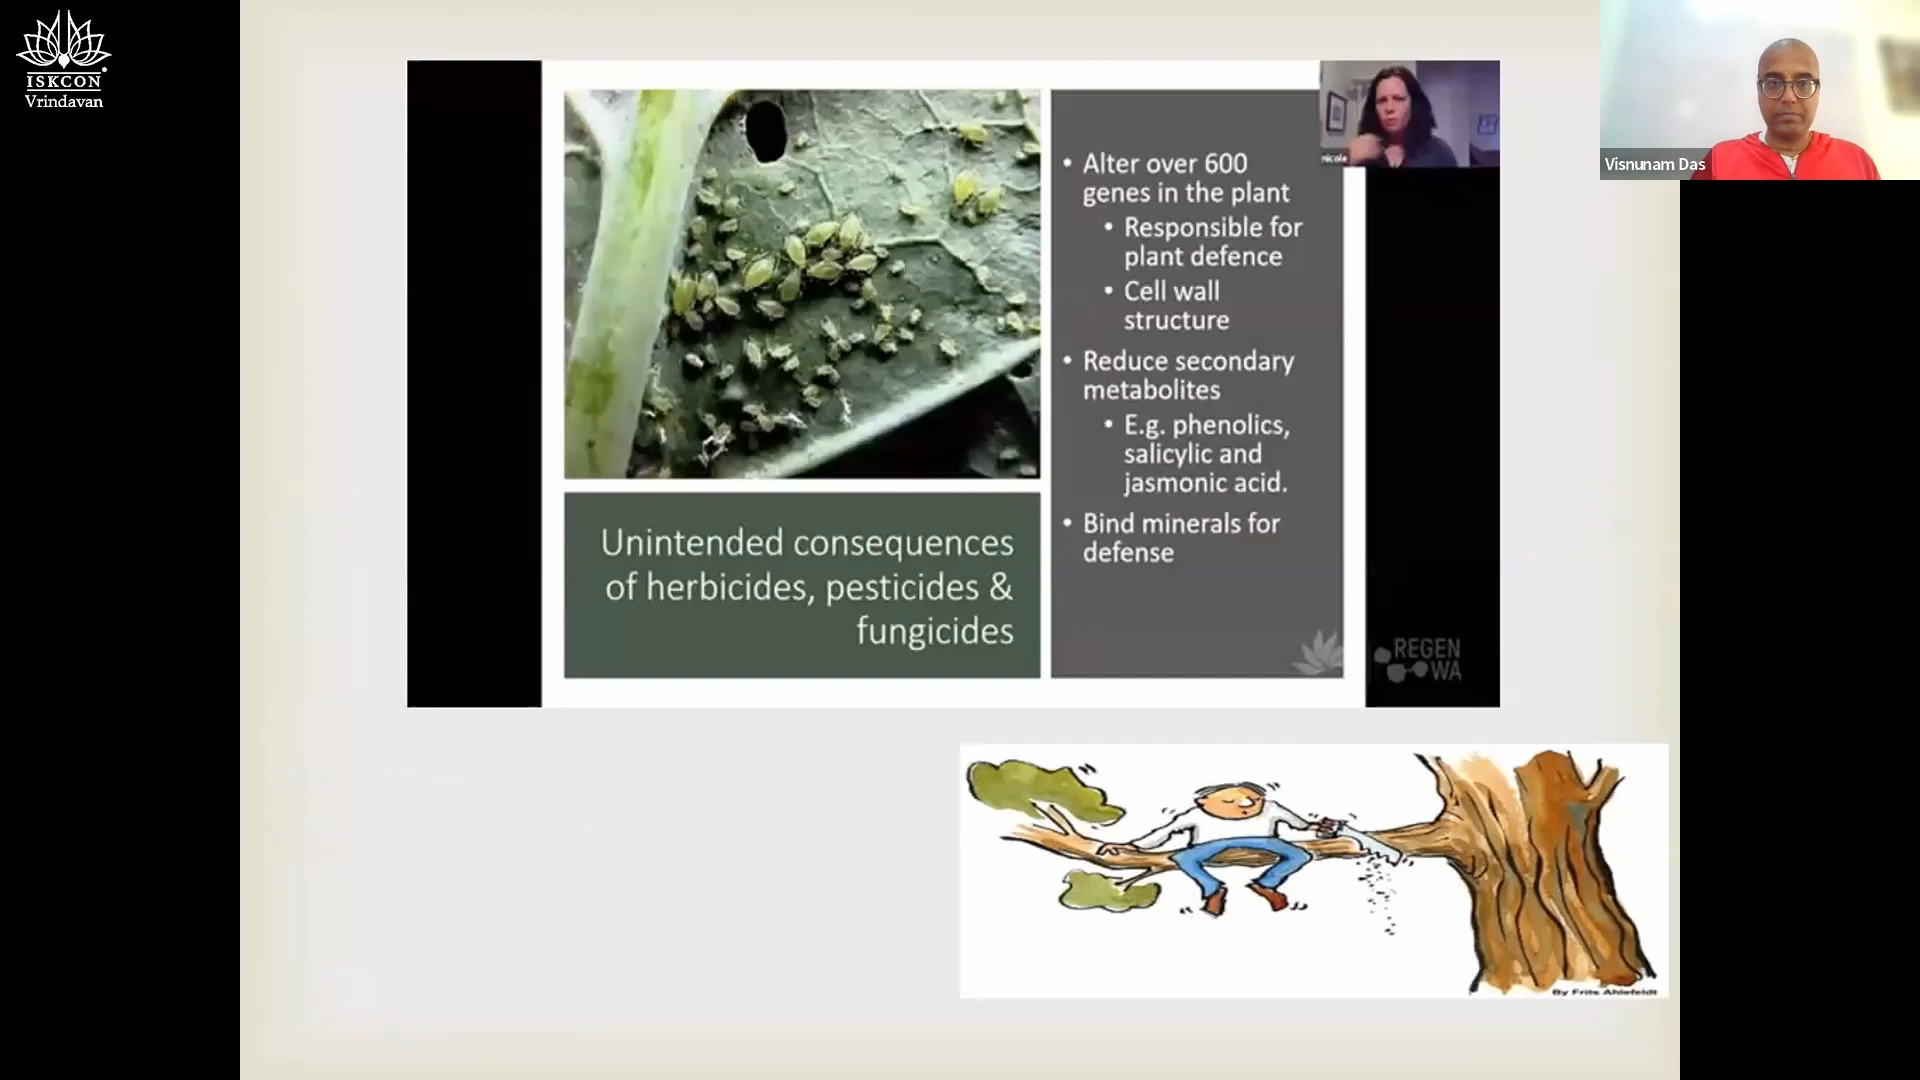 ISKCON
Vrindavan
nicole
Visnunam Das
• Alter over 600
genes in the plant
• Responsible for
plant defence
• Cell wall
structure
• Reduce secondary
metabolites
• E.g. phenolics,
salicylic and
jasmonic acid.
• Bind minerals for
defense
Unintended consequences
of herbicides, pesticides &
fungicides
REGEN
WA
By Frits Ahlefeldt